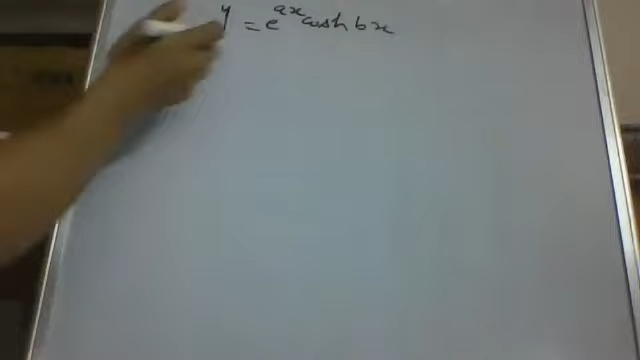 y = e^{ax} cosh bx